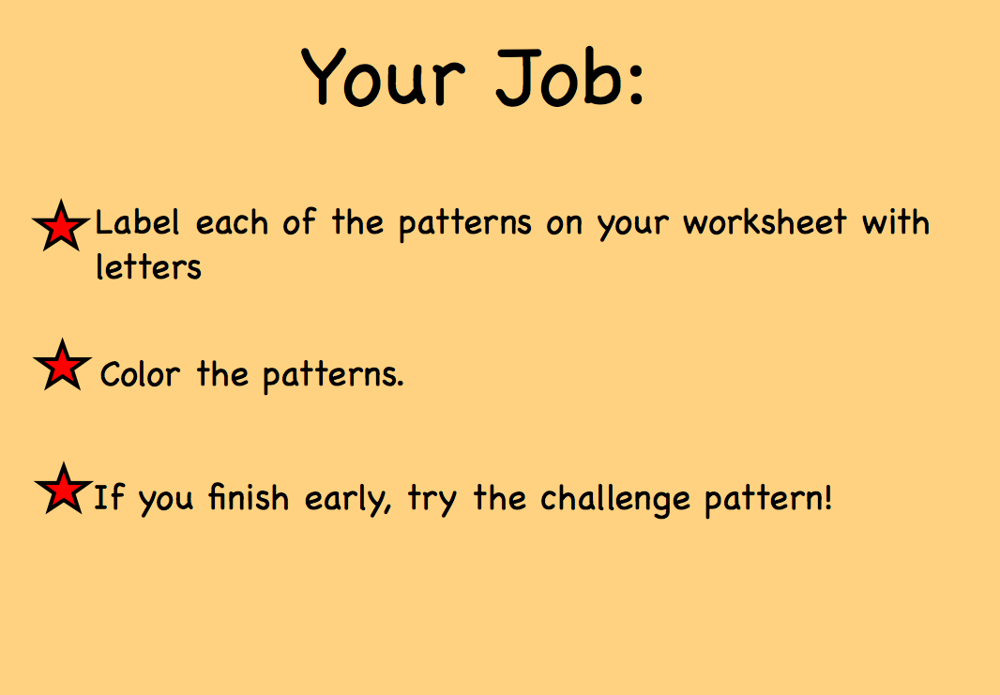 Your Job:
Label each of the patterns on your worksheet with
letters
Color the patterns.
If you finish early, try the challenge pattern!